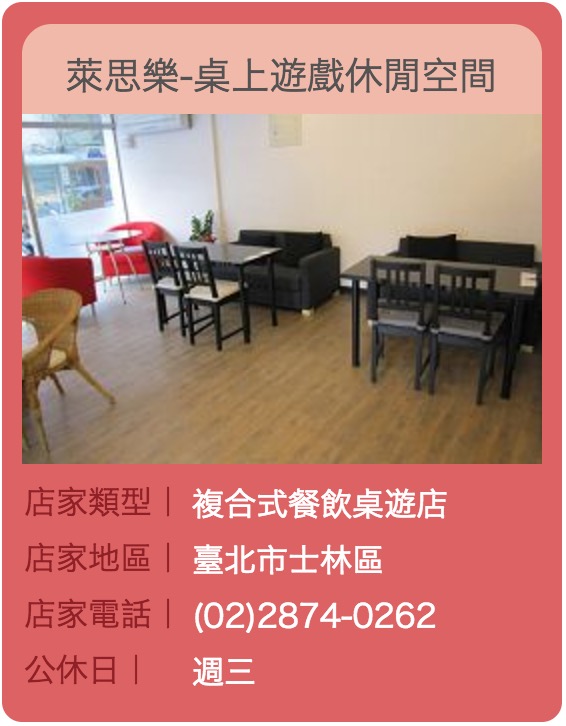 萊思樂-桌上遊戲休閒空間
店家類型｜ 複合式餐飲桌遊店
店家地區｜ 臺北市士林區
店家電話｜ (02)2874-0262
公休日｜ 週三